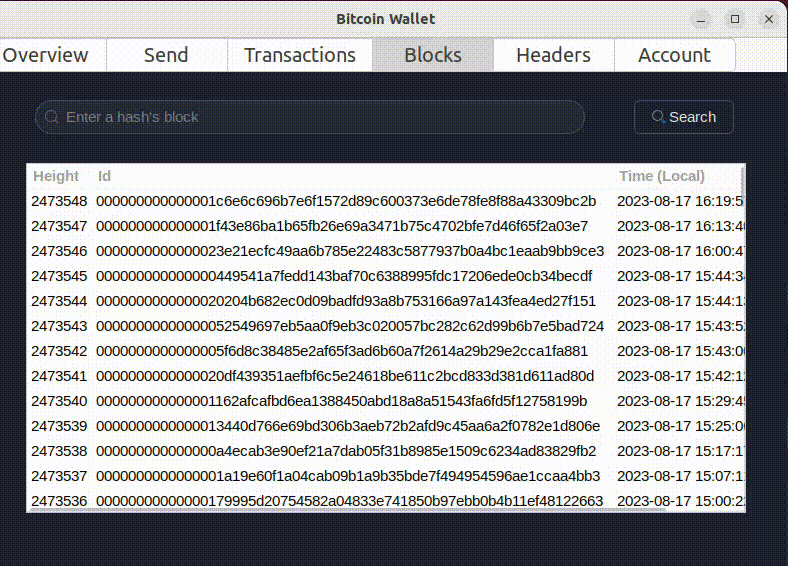 Bitcoin Wallet
Overview Send Transactions Blocks Headers Account
Enter a hash's block Search
Height Id Time (Local)
2473548 000000000000001c6e6c696b7e6f1572d89c600373e6de78fe8f88a43309bc2b 2023-08-17 16:19:5
2473547 000000000000001f43e86ba1b65fb26e69a3471b75c4702bfe7d46f65f2a03e7 2023-08-17 16:13:4
2473546 0000000000000023e21ecfc49aa6b785e22483c5877937b0a4bc1eaab9bb9ce3 2023-08-17 16:00:4
2473545 000000000000000449541a7fedd143baf70c6388995fdc17206ede0cb34becdf 2023-08-17 15:44:3
2473544 0000000000000020204b682ec0d09badfd93a8b753166a97a143fea4ed27f151 2023-08-17 15:44:1
2473543 00000000000000052549697eb5aa0f9eb3c020057bc282c62d99b6b7e5bad724 2023-08-17 15:43:5
2473542 0000000000000005f6d8c38485e2af65f3ad6b60a7f2614a29b29e2cca1fa881 2023-08-17 15:43:0
2473541 0000000000000020df439351aefbf6c5e24618be611c2bcd833d381d611ad80d 2023-08-17 15:42:1
2473540 000000000000001162afcafbd6ea1388450abd18a8a51543fa6fd5f12758199b 2023-08-17 15:29:4
2473539 0000000000000013440d766e69bd306b3aeb72b2afd9c45aa6a2f0782e1d806e 2023-08-17 15:25:0
2473538 000000000000000a4ecab3e90ef21a7dab05f31b8985e1509c6234ad83829fb2 2023-08-17 15:17:1
2473537 0000000000000001a19e60f1a04cab09b1a9b35bde7f494954596ae1ccaa4bb3 2023-08-17 15:07:1
2473536 00000000000000179995d20754582a04833e741850b97ebb0b4b11ef48122663 2023-08-17 15:00:2